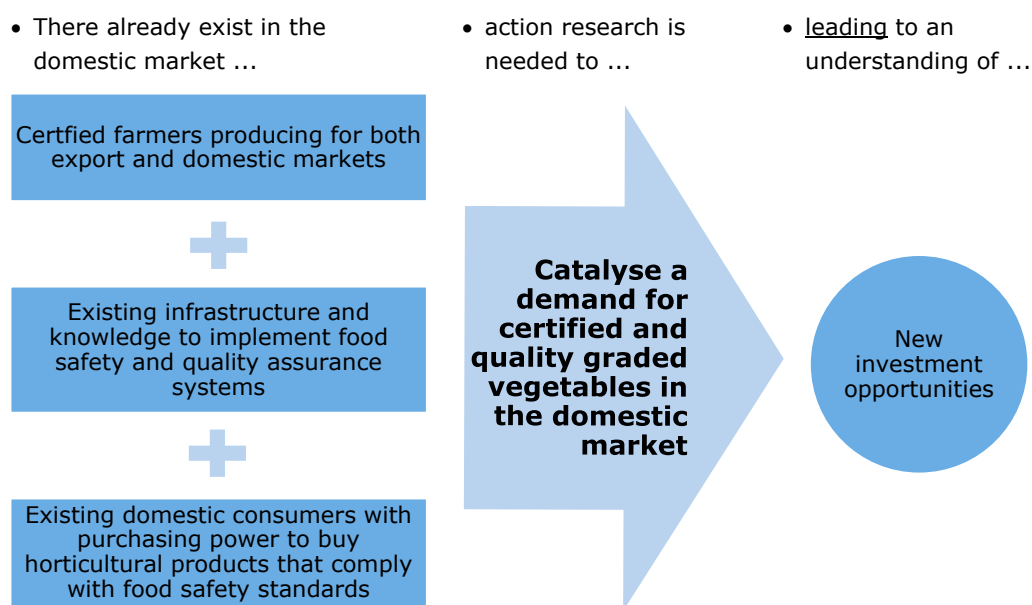 • There already exist in the
domestic market …
Certfied farmers producing for both
export and domestic markets
Existing infrastructure and
knowledge to implement food
safety and quality assurance
systems
Existing domestic consumers with
purchasing power to buy
horticultural products that comply
with food safety standards
• action research is
needed to …
Catalyse a
demand for
certified and
quality graded
vegetables in
the domestic
market
• leading to an
understanding of …
New
investment
opportunities